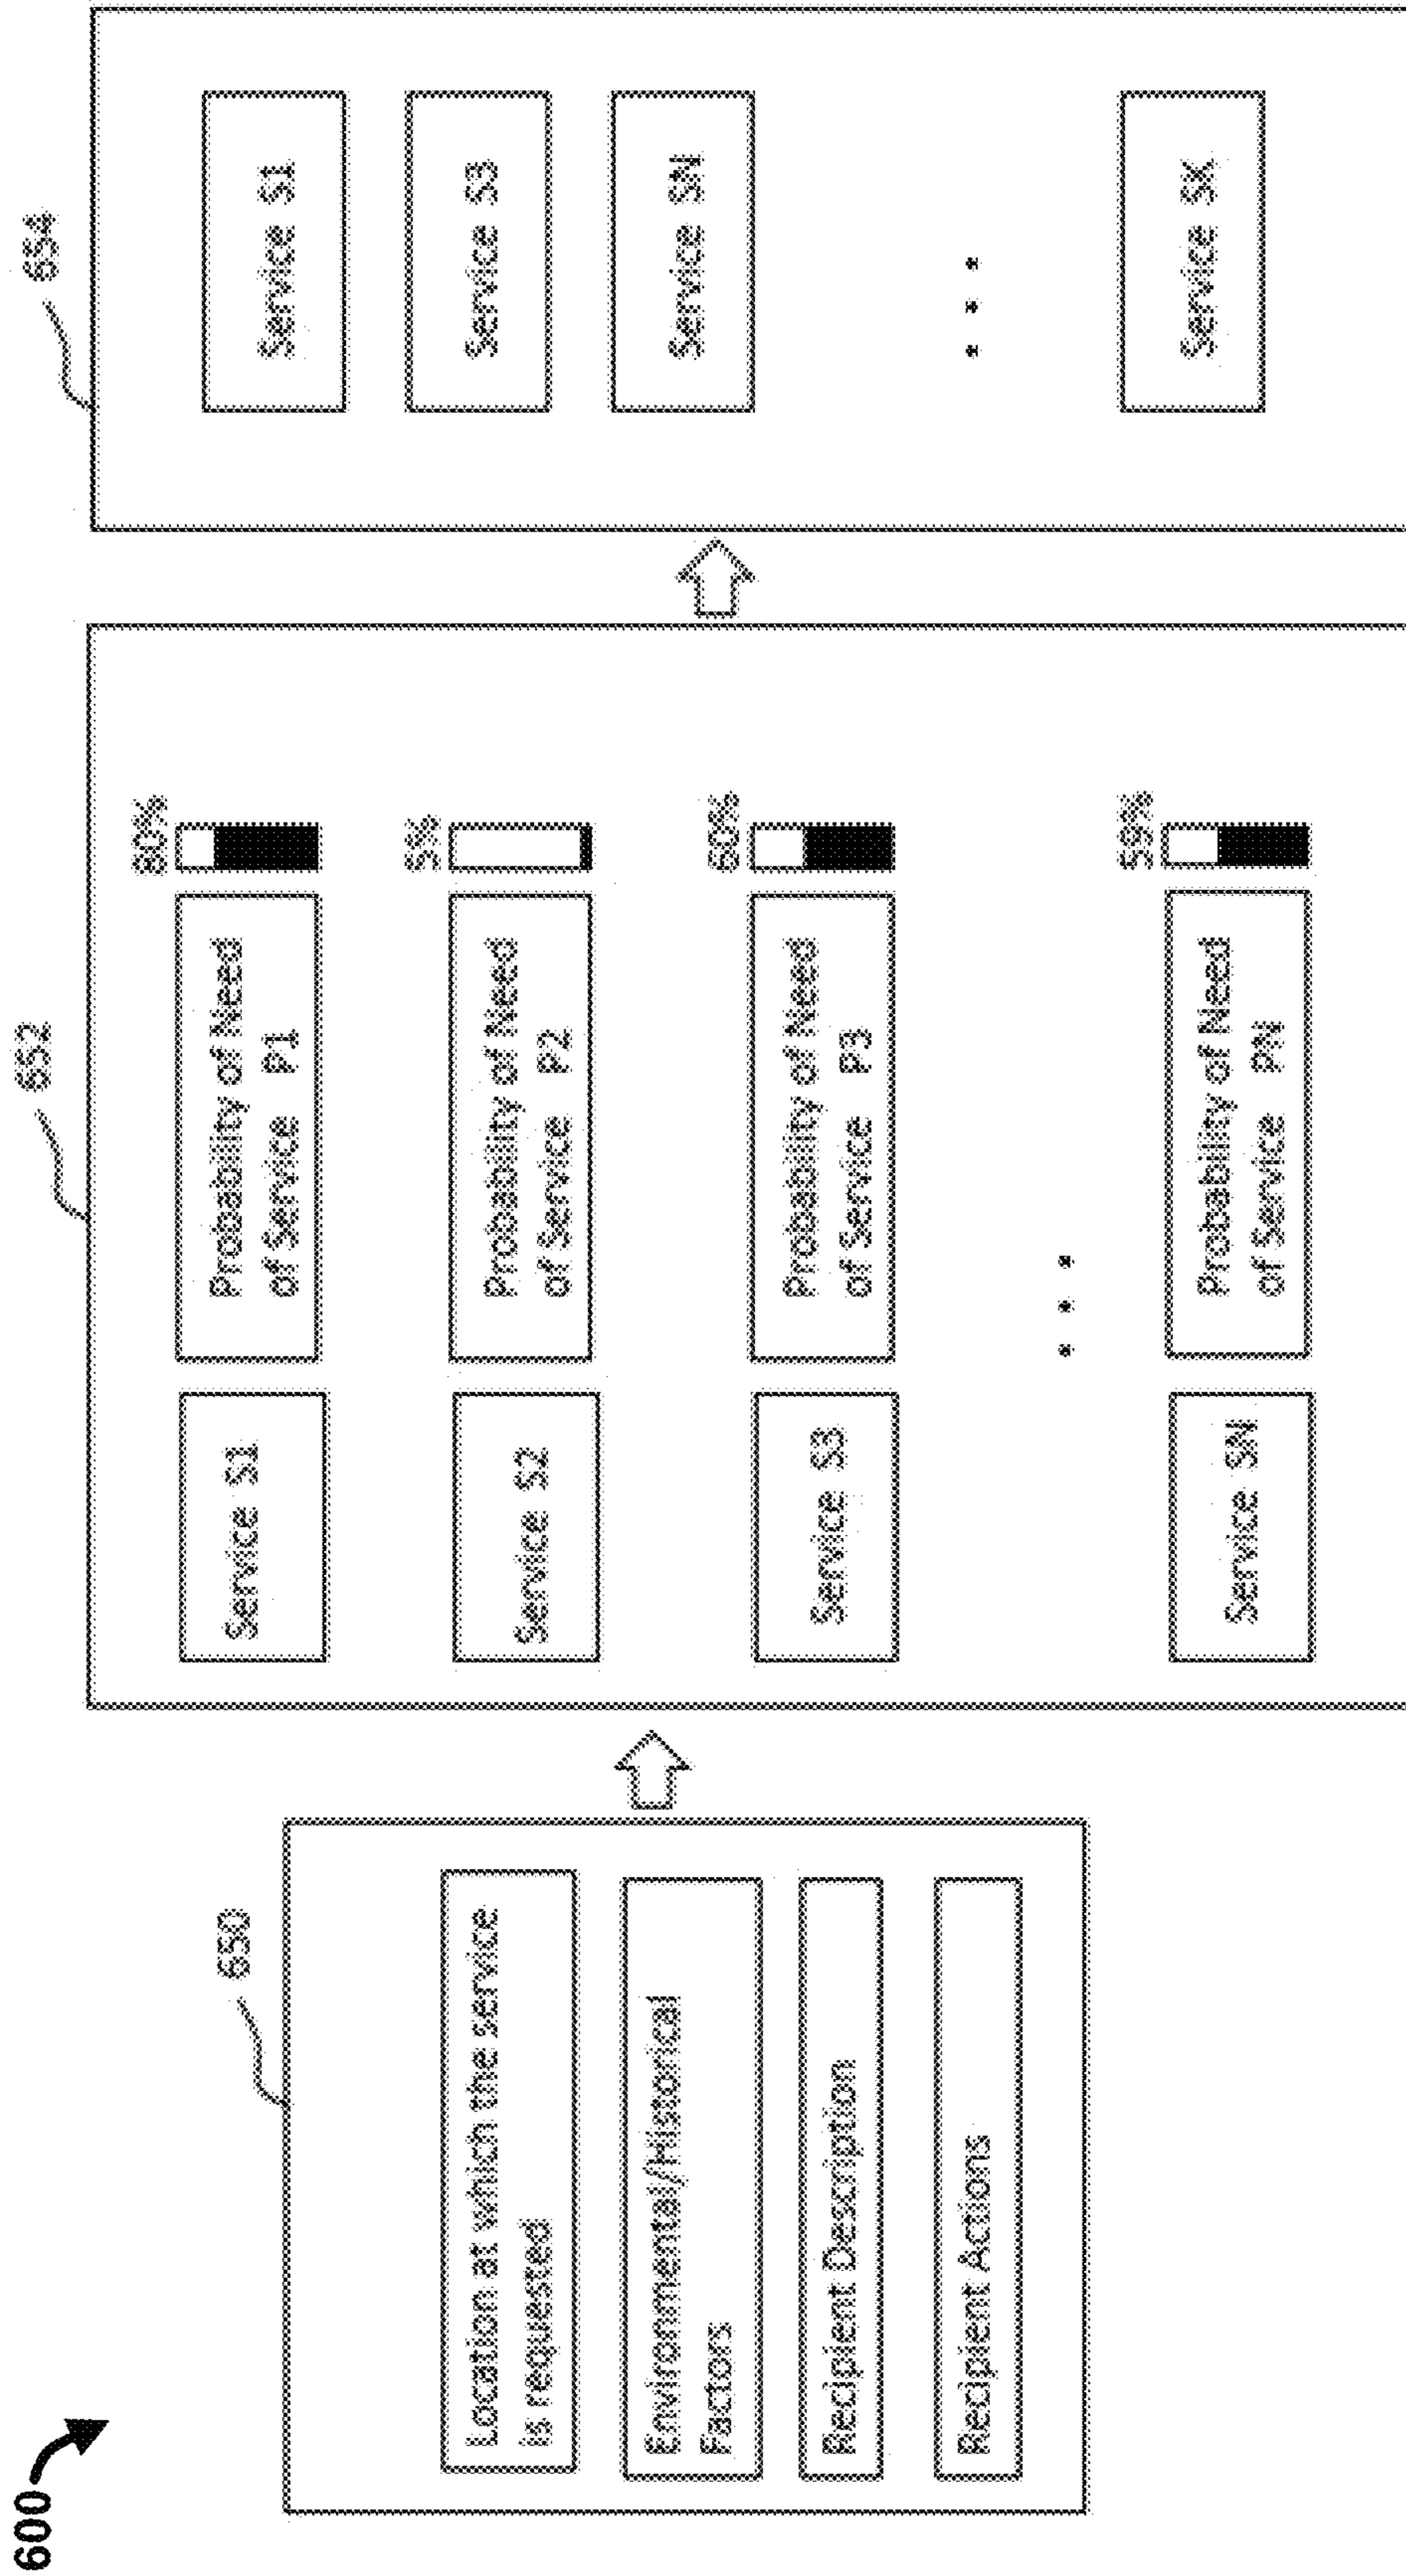 600
650
Location at which the service
is requested
Environmental/Historical
Factors
Recipient Description
Recipient Actions
652
Service S1
Probability of Need
of Service P1
80%
Service S2
Probability of Need
of Service P2
5%
Service S3
Probability of Need
of Service P3
60%
...
Service SN
Probability of Need
of Service PN
59%
654
Service S1
Service S3
Service SN
...
Service SK